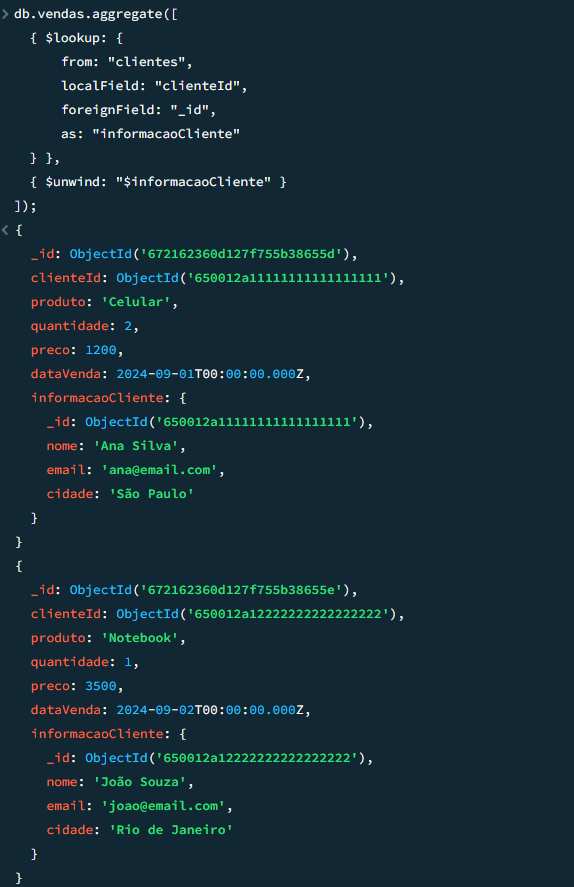 > db.vendas.aggregate([
{ $lookup: {
from: "clientes",
localField: "clienteId",
foreignField: "_id",
as: "informacaoCliente"
} },
{ $unwind: "$informacaoCliente" }
]);
< {
_id: ObjectId('672162360d127f755b38655d'),
clienteId: ObjectId('650012a11111111111111111'),
produto: 'Celular',
quantidade: 2,
preco: 1200,
dataVenda: 2024-09-01T00:00:00.000Z,
informacaoCliente: {
_id: ObjectId('650012a11111111111111111'),
nome: 'Ana Silva',
email: 'ana@email.com',
cidade: 'São Paulo'
}
}
{
_id: ObjectId('672162360d127f755b38655e'),
clienteId: ObjectId('650012a12222222222222222'),
produto: 'Notebook',
quantidade: 1,
preco: 3500,
dataVenda: 2024-09-02T00:00:00.000Z,
informacaoCliente: {
_id: ObjectId('650012a12222222222222222'),
nome: 'João Souza',
email: 'joao@email.com',
cidade: 'Rio de Janeiro'
}
}